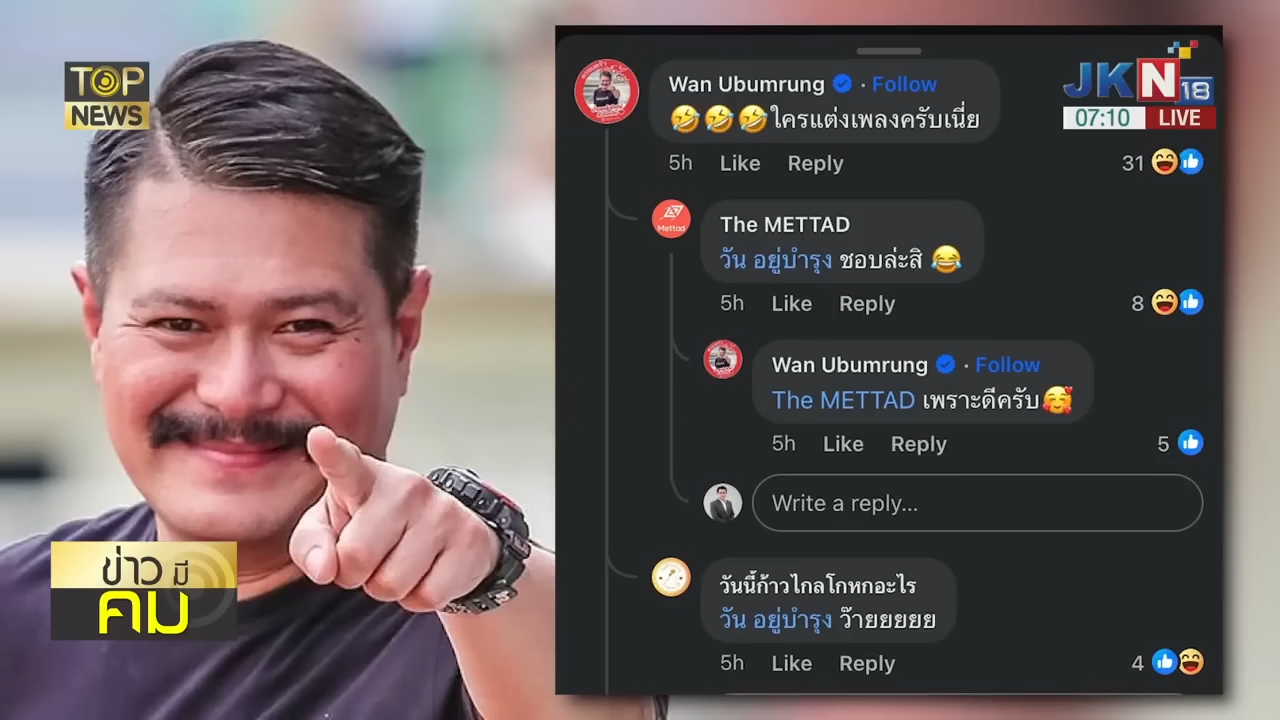 TOP
NEWS
JKN18
07:10 LIVE
Wan Ubumrung · Follow
🤣🤣🤣ใครแต่งเพลงครับเนี่ย
5h Like Reply 31
Mettad
The METTAD
วัน อยู่บำรุง ชอบล่ะสิ 😂
5h Like Reply 8
Wan Ubumrung · Follow
The METTAD เพราะดีครับ🥰
5h Like Reply 5
Write a reply...
วันนี้ก้าวไกลโกหกอะไร
วัน อยู่บำรุง ว๊ายยยยย
5h Like Reply 4
ข่าวมี
คม